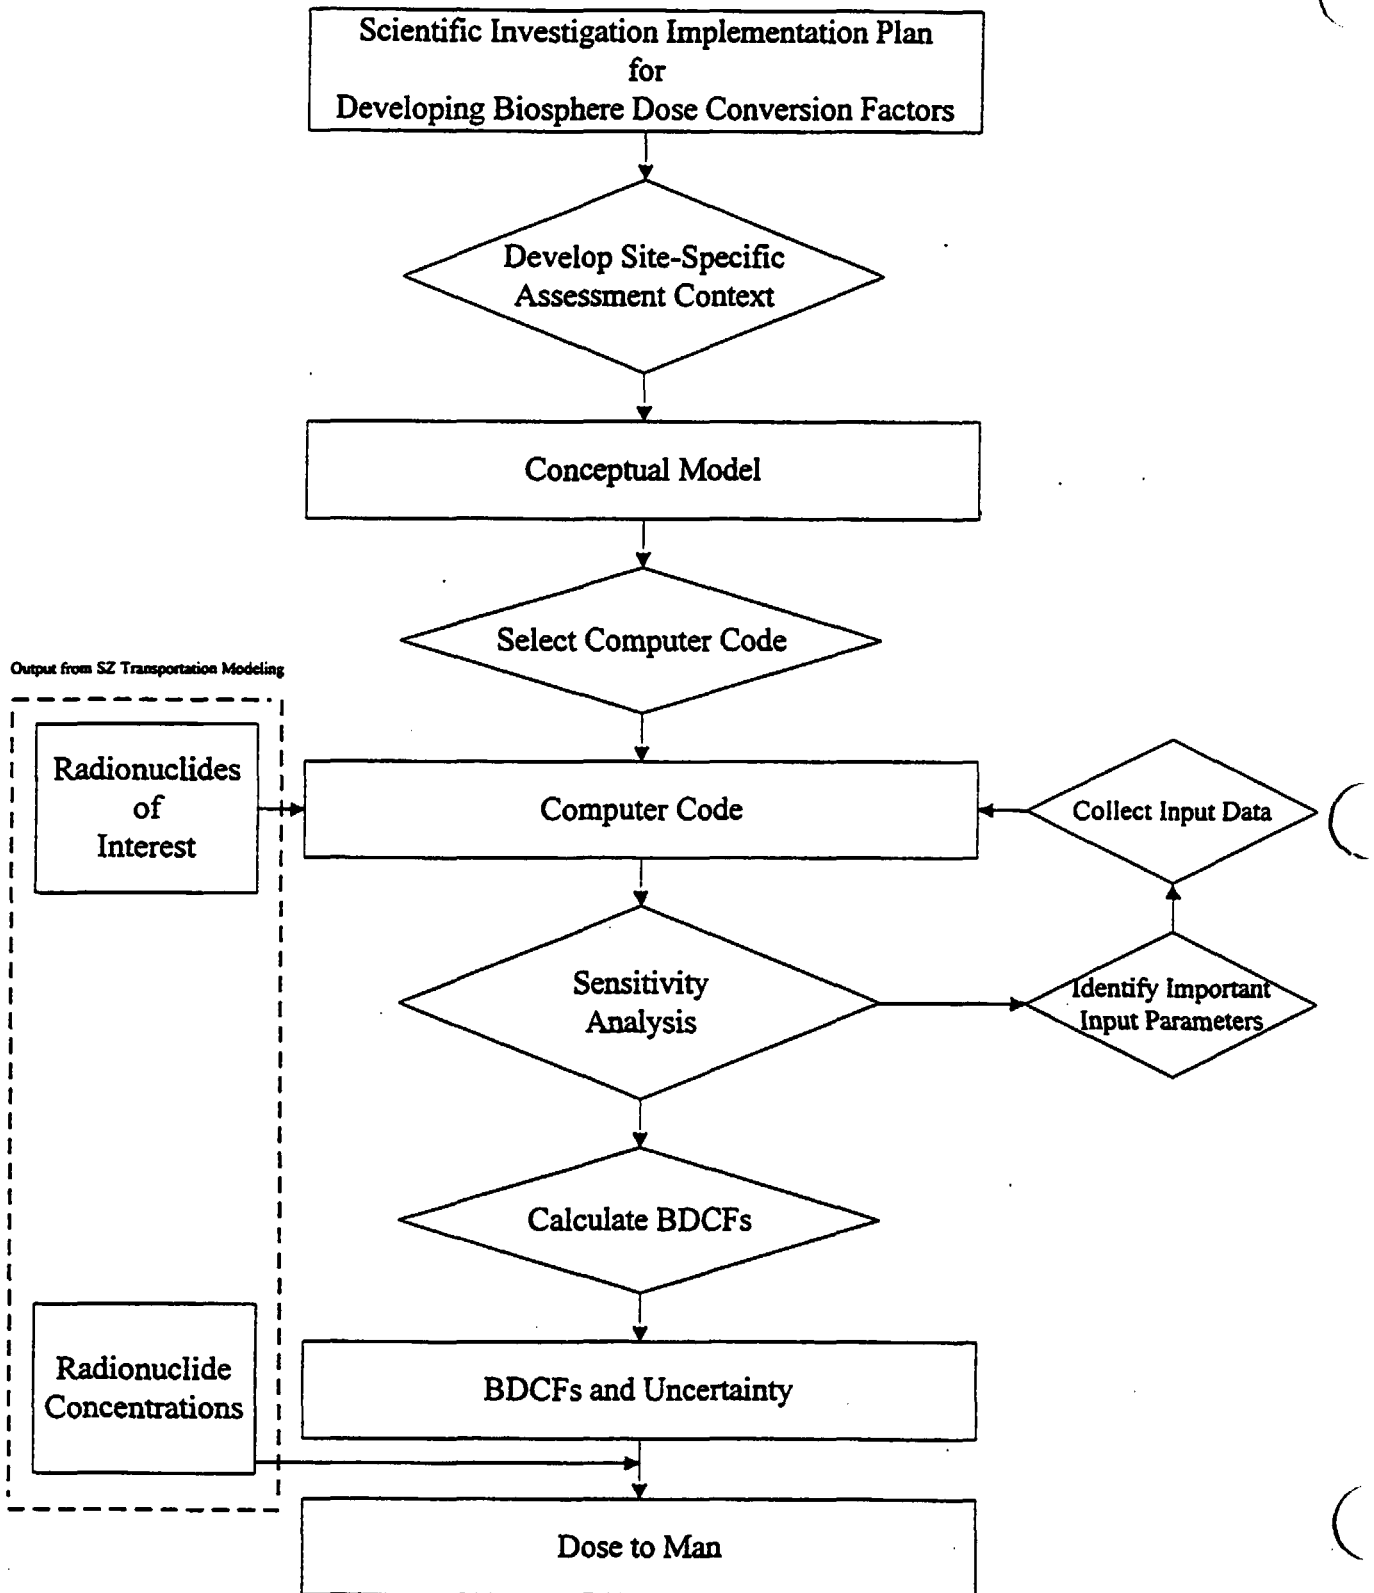 Scientific Investigation Implementation Plan
for
Developing Biosphere Dose Conversion Factors
Develop Site-Specific
Assessment Context
Conceptual Model
Select Computer Code
Output from SZ Transportation Modeling
Radionuclides
of
Interest
Computer Code
Collect Input Data
Sensitivity
Analysis
Identify Important
Input Parameters
Calculate BDCFs
Radionuclide
Concentrations
BDCFs and Uncertainty
Dose to Man